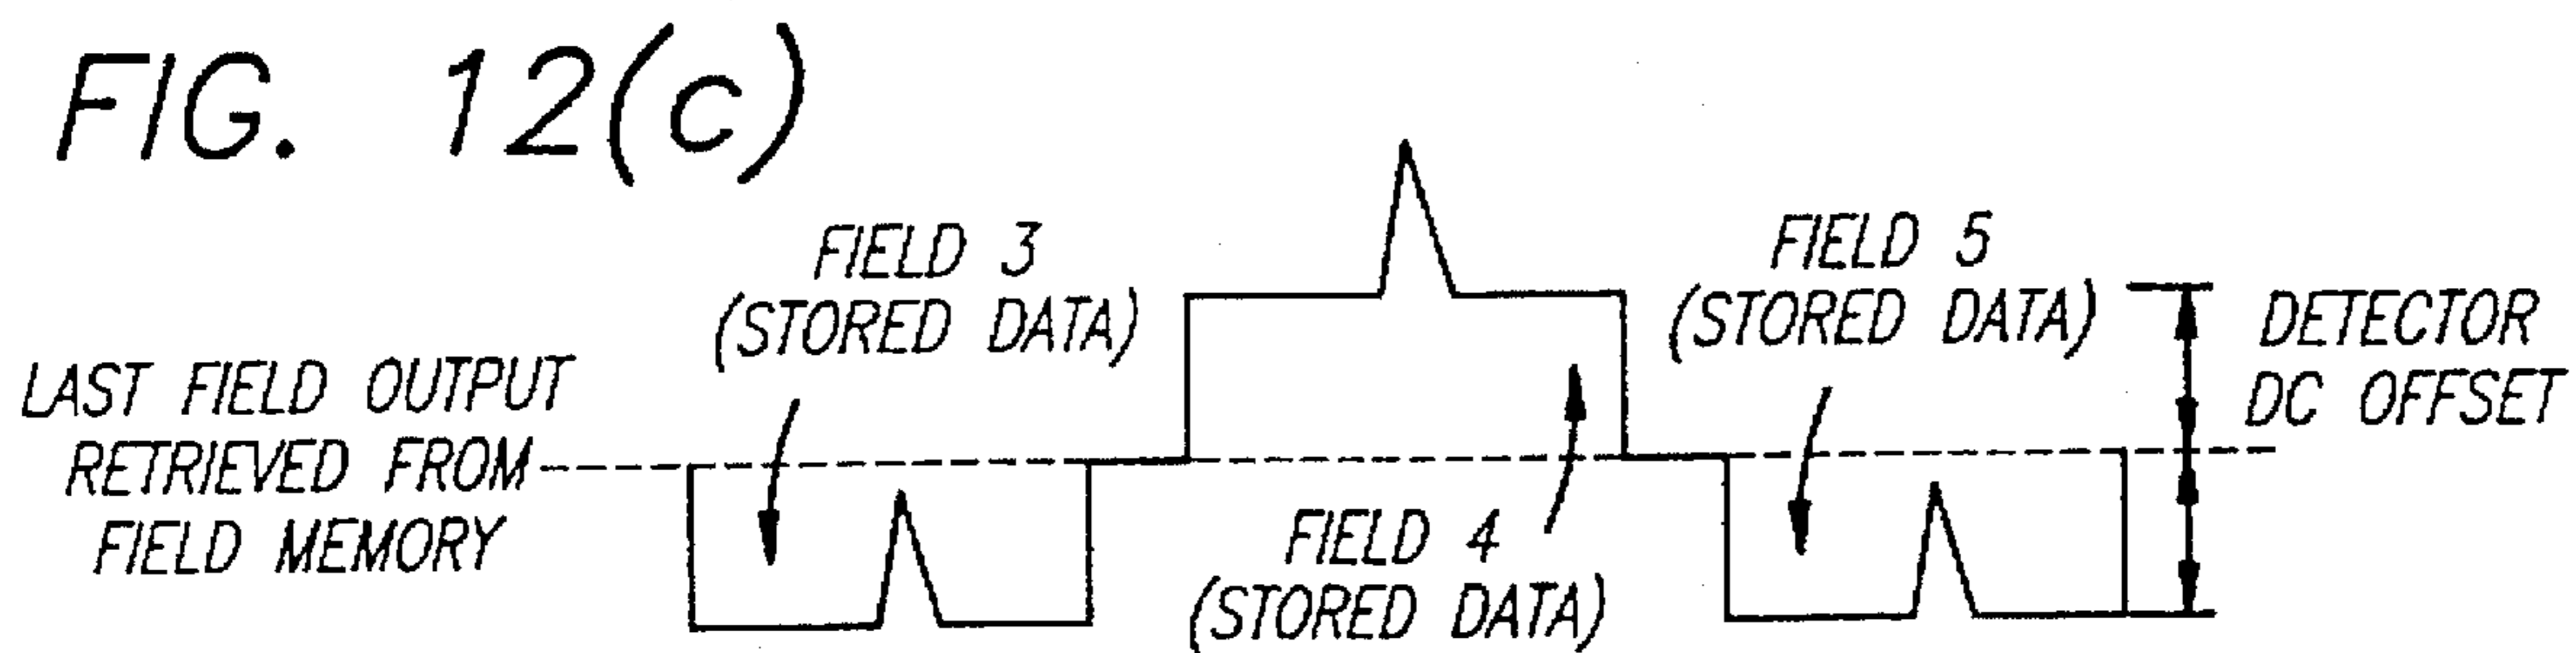 FIG. 12(c)
FIELD 3
(STORED DATA)
FIELD 5
(STORED DATA)
DETECTOR
DC OFFSET
LAST FIELD OUTPUT
RETRIEVED FROM
FIELD MEMORY
FIELD 4
(STORED DATA)